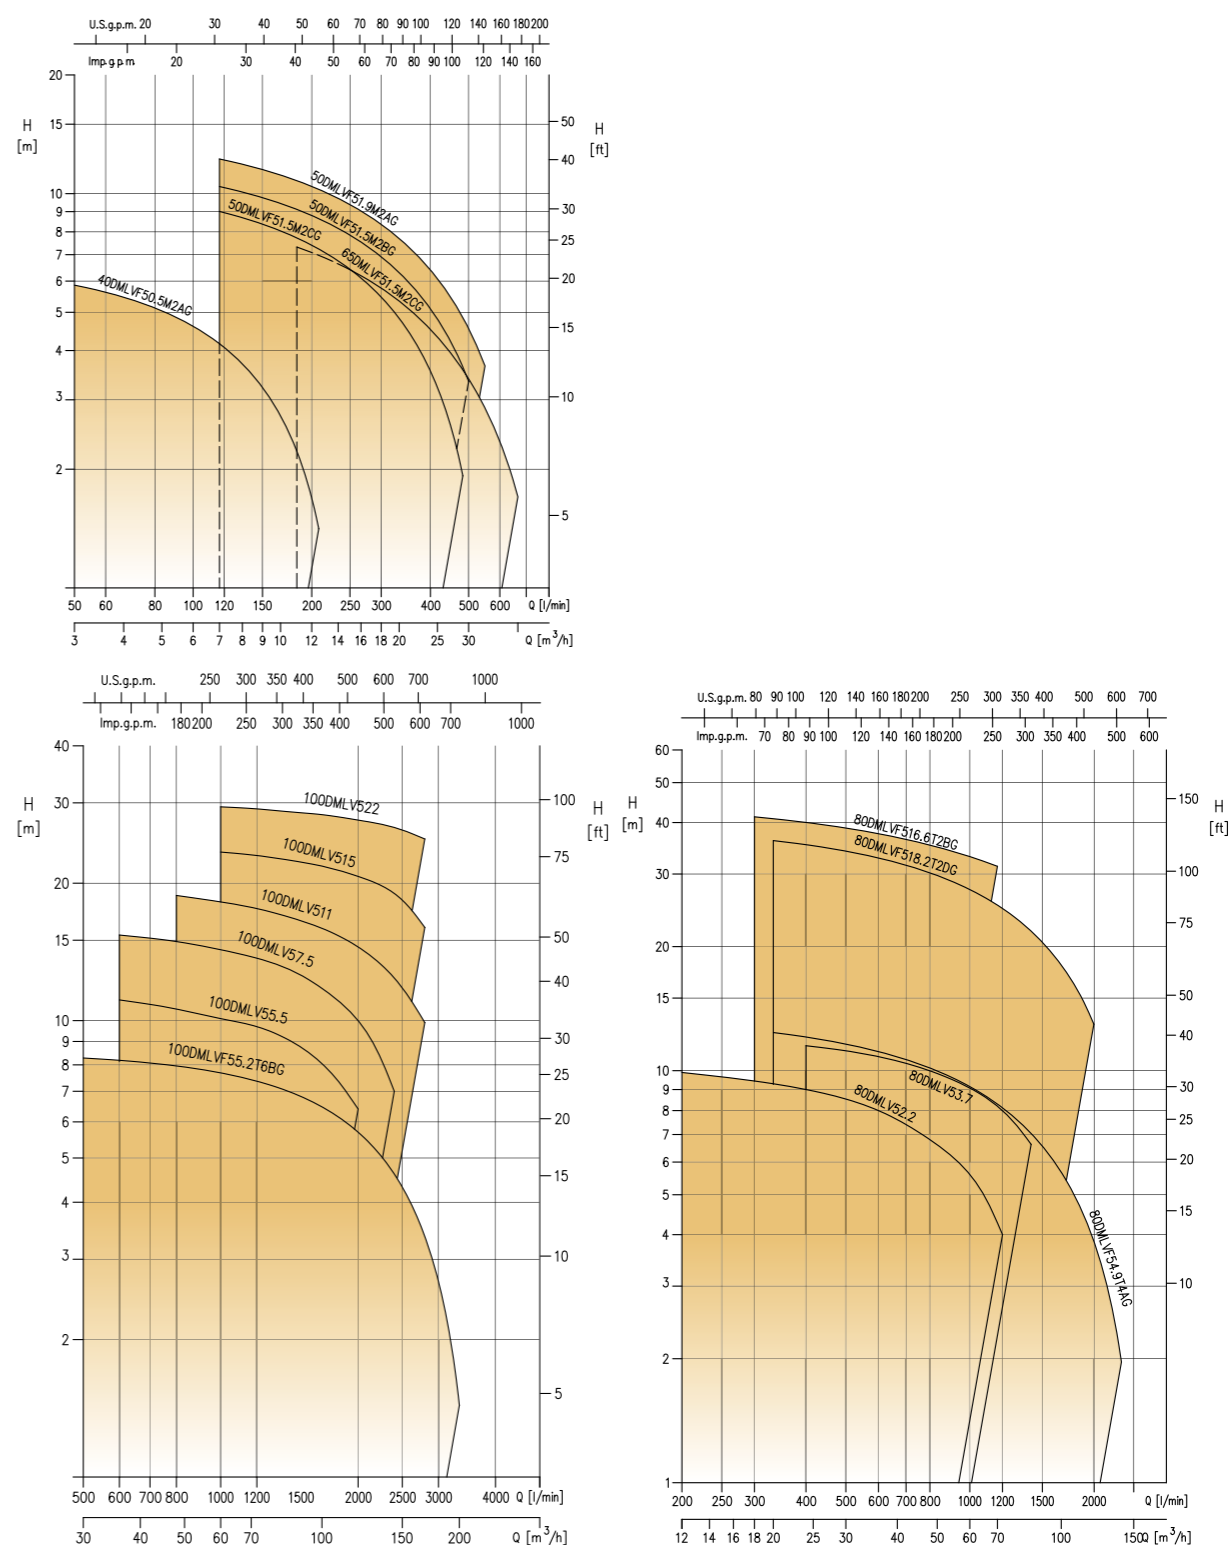 U.S.g.p.m. 20 30 40 50 60 70 80 90 100 120 140 160 180 200
Imp.g.p.m. 20 30 40 50 60 70 80 90 100 120 140 160
H
[m]
20
15
10
9
8
7
6
5
4
3
2
H
[ft]
50
40
30
25
20
15
10
5
50DMLVF51.9M2AG
50DMLVF51.5M2BG
50DMLVF51.5M2CG
65DMLVF51.5M2CG
40DMLVF50.5M2AG
50 60 80 100 120 150 200 250 300 400 500 600 Q [l/min]
3 4 5 6 7 8 9 10 12 14 16 18 20 25 30 Q [m³/h]
U.S.g.p.m. 250 300 350 400 500 600 700 1000
Imp.g.p.m. 180 200 250 300 350 400 500 600 700 1000
H
[m]
40
30
20
15
10
9
8
7
6
5
4
3
2
H
[ft]
100
75
50
40
30
25
20
15
10
5
100DMLV522
100DMLV515
100DMLV511
100DMLV57.5
100DMLV55.5
100DMLVF55.2T6BG
500 600 700 800 1000 1200 1500 2000 2500 3000 4000 Q [l/min]
30 40 50 60 70 100 150 200 Q [m³/h]
U.S.g.p.m. 80 90 100 120 140 160 180 200 250 300 350 400 500 600 700
Imp.g.p.m. 70 80 90 100 120 140 160 180 200 250 300 350 400 500 600
H
[m]
60
50
40
30
20
15
10
9
8
7
6
5
4
3
2
1
H
[ft]
150
100
75
50
40
30
25
20
15
10
80DMLVF516.6T2BG
80DMLVF518.2T2DG
80DMLV53.7
80DMLV52.2
80DMLVF54.9T4AG
200 250 300 400 500 600 700 800 1000 1200 1500 2000 Q [l/min]
12 14 16 18 20 25 30 40 50 60 70 100 150 Q [m³/h]